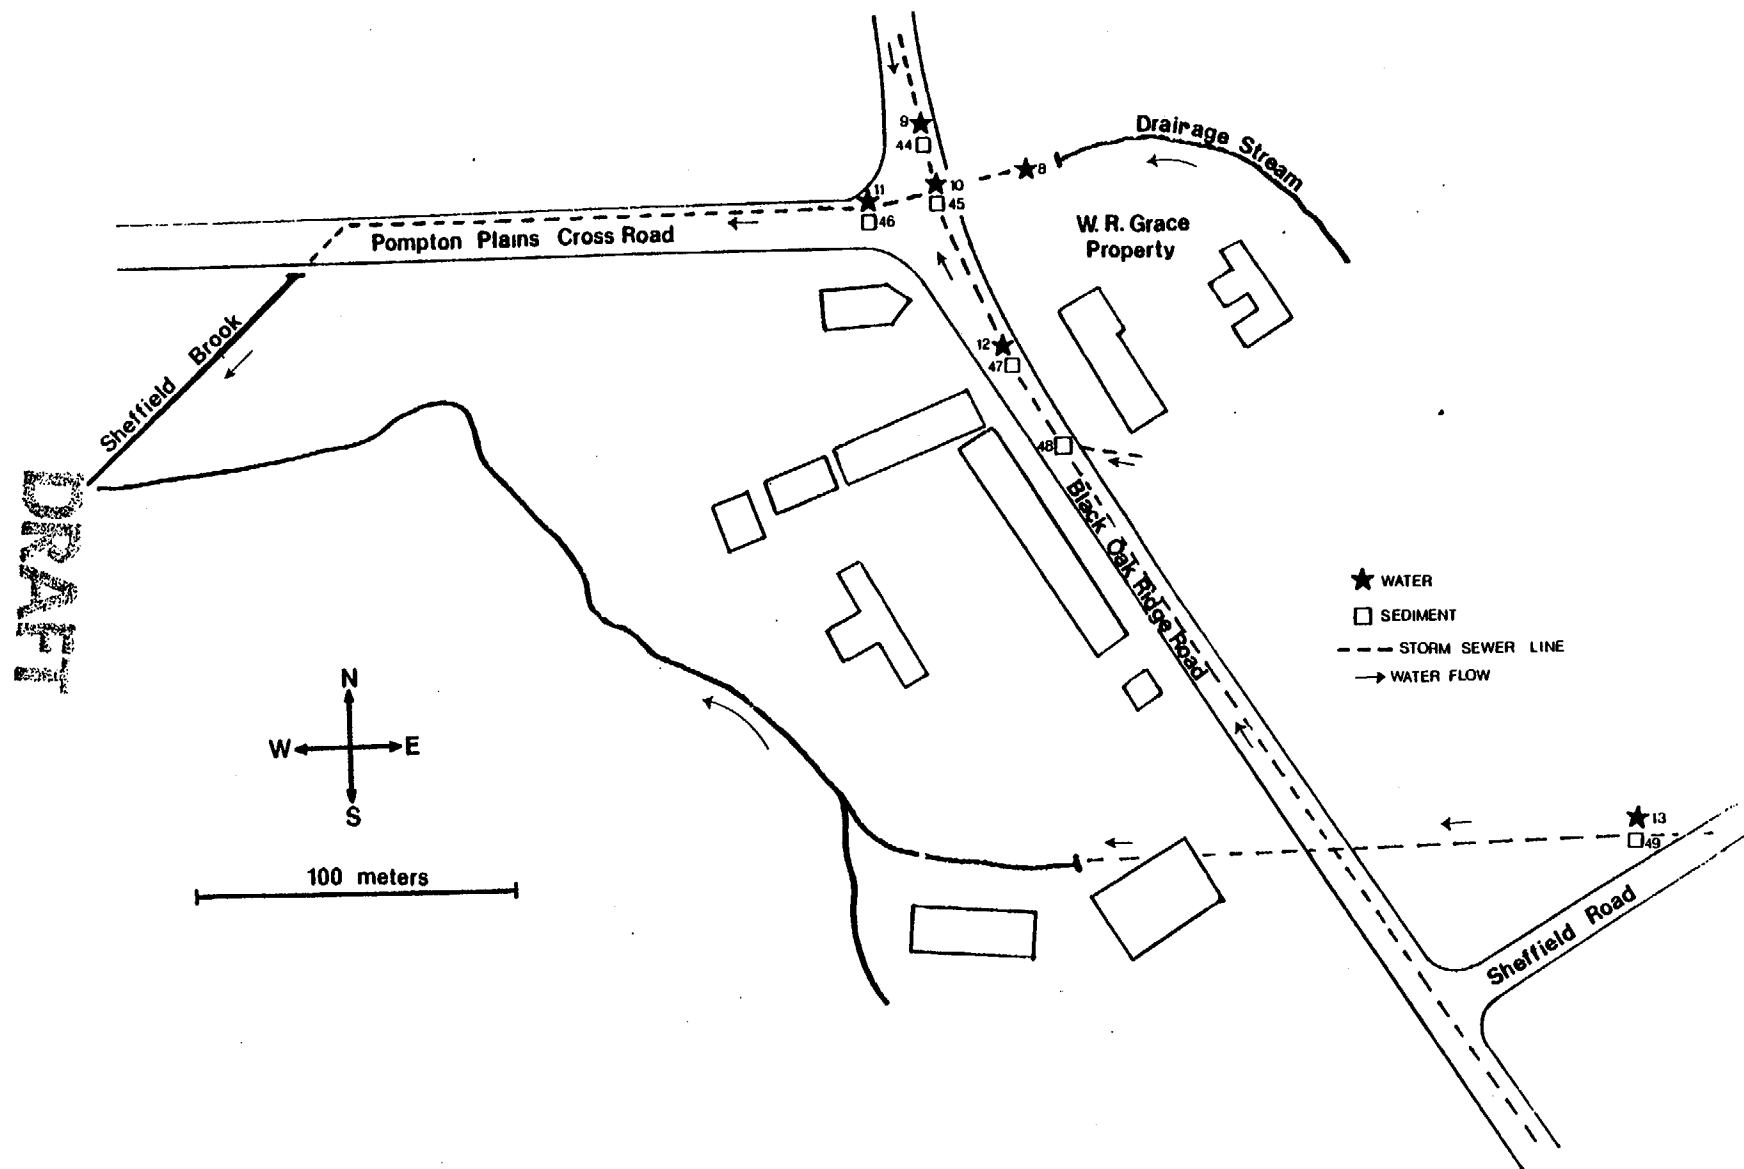 9
44
Drairage Stream
8
10
11
45
46
W. R. Grace
Property
Pompton Plains Cross Road
12
47
Sheffield Brook
48
Black Oak Ridge Road
DRAFT
WATER
SEDIMENT
STORM SEWER LINE
WATER FLOW
N
W E
S
13
49
100 meters
Sheffield Road